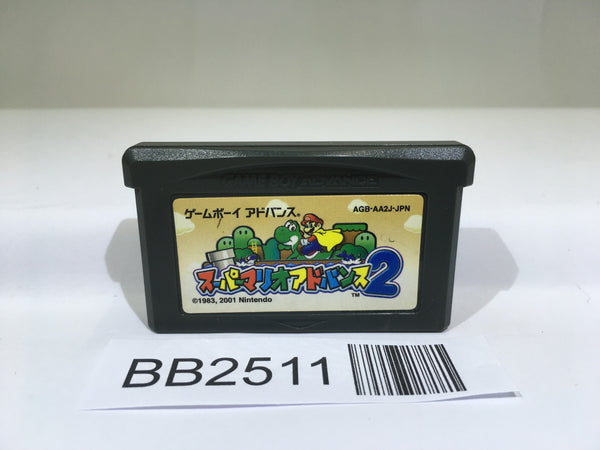 GAME BOY ADVANCE
ゲームボーイ アドバンス®
AGB-AA2J-JPN
スーパーマリオアドバンス2
™
©1983, 2001 Nintendo
BB2511